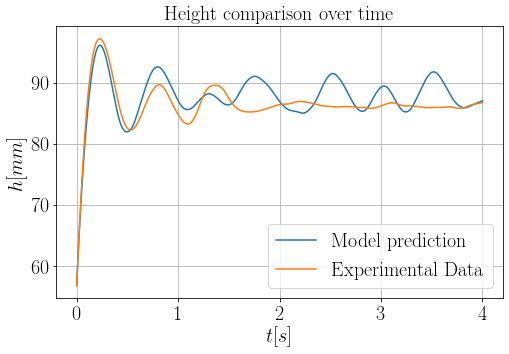 Height comparison over time
h[mm]
90
80
70
60
Model prediction
Experimental Data
0 1 2 3 4
t[s]